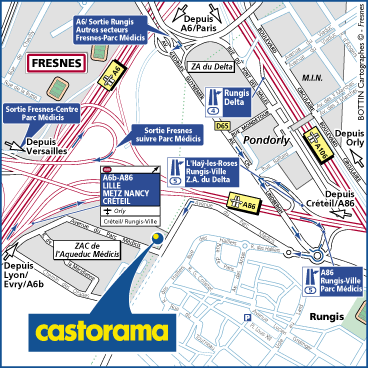 A6/ Sortie Rungis
Autres secteurs
Fresnes-Parc Médicis
Depuis
A6/Paris
BOTTIN Cartographes © - Fresnes
FRESNES
A6
ZA du Delta
M.I.N.
Rungis
Delta
4
Sortie Fresnes-Centre
Parc Médicis
Sortie Fresnes
suivre Parc Médicis
D65
Pondorly
A106
Depuis
Orly
Depuis
Versailles
A6b-A86
LILLE
METZ NANCY
CRÉTEIL
Orly
Créteil/ Rungis-Ville
L'Haÿ-les-Roses
Rungis-Ville
Z.A. du Delta
5
A86
Depuis
Créteil/A86
ZAC de
l'Aqueduc Médicis
Depuis
Lyon/
Evry/A6b
A86
Rungis-Ville
Parc Médicis
5
castorama
P
Rungis